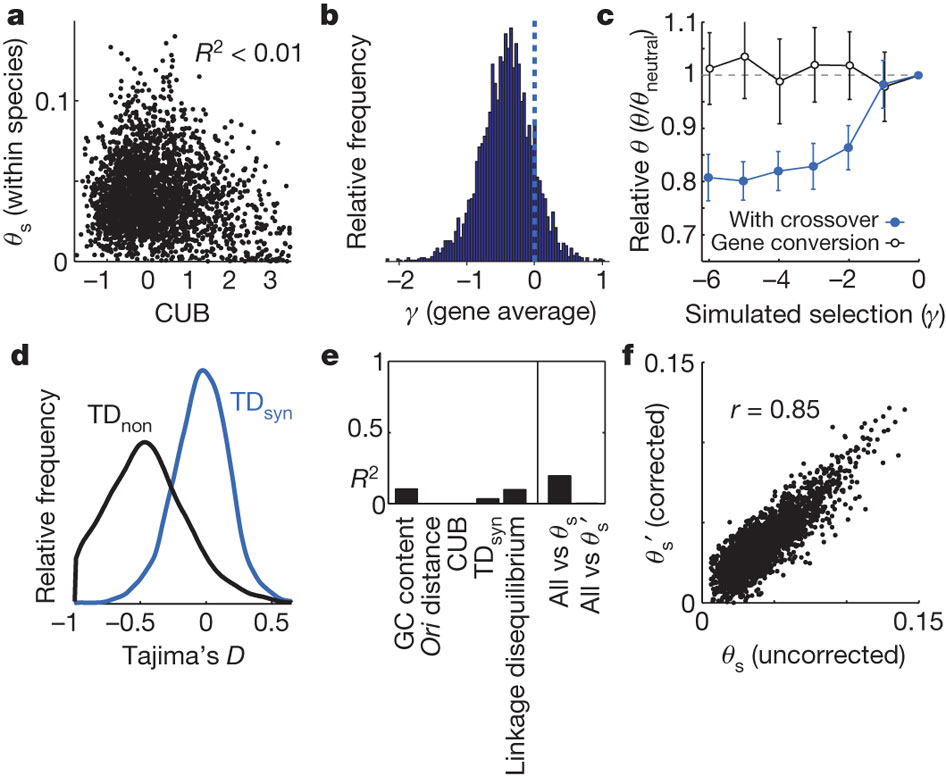 a
θs (within species)
0.1
0
R² < 0.01
−1 0 1 2 3
CUB
b
Relative frequency
−2 −1 0 1
γ (gene average)
c
Relative θ (θ/θneutral)
1.1
1
0.9
0.8
0.7
With crossover
Gene conversion
−6 −4 −2 0
Simulated selection (γ)
d
Relative frequency
TDnon
TDsyn
−1 −0.5 0 0.5
Tajima's D
e
1
0.5
R²
0
GC content
Ori distance
CUB
TDsyn
Linkage disequilibrium
All vs θs
All vs θs′
f
θs′ (corrected)
0.15
0
r = 0.85
0 0.15
θs (uncorrected)